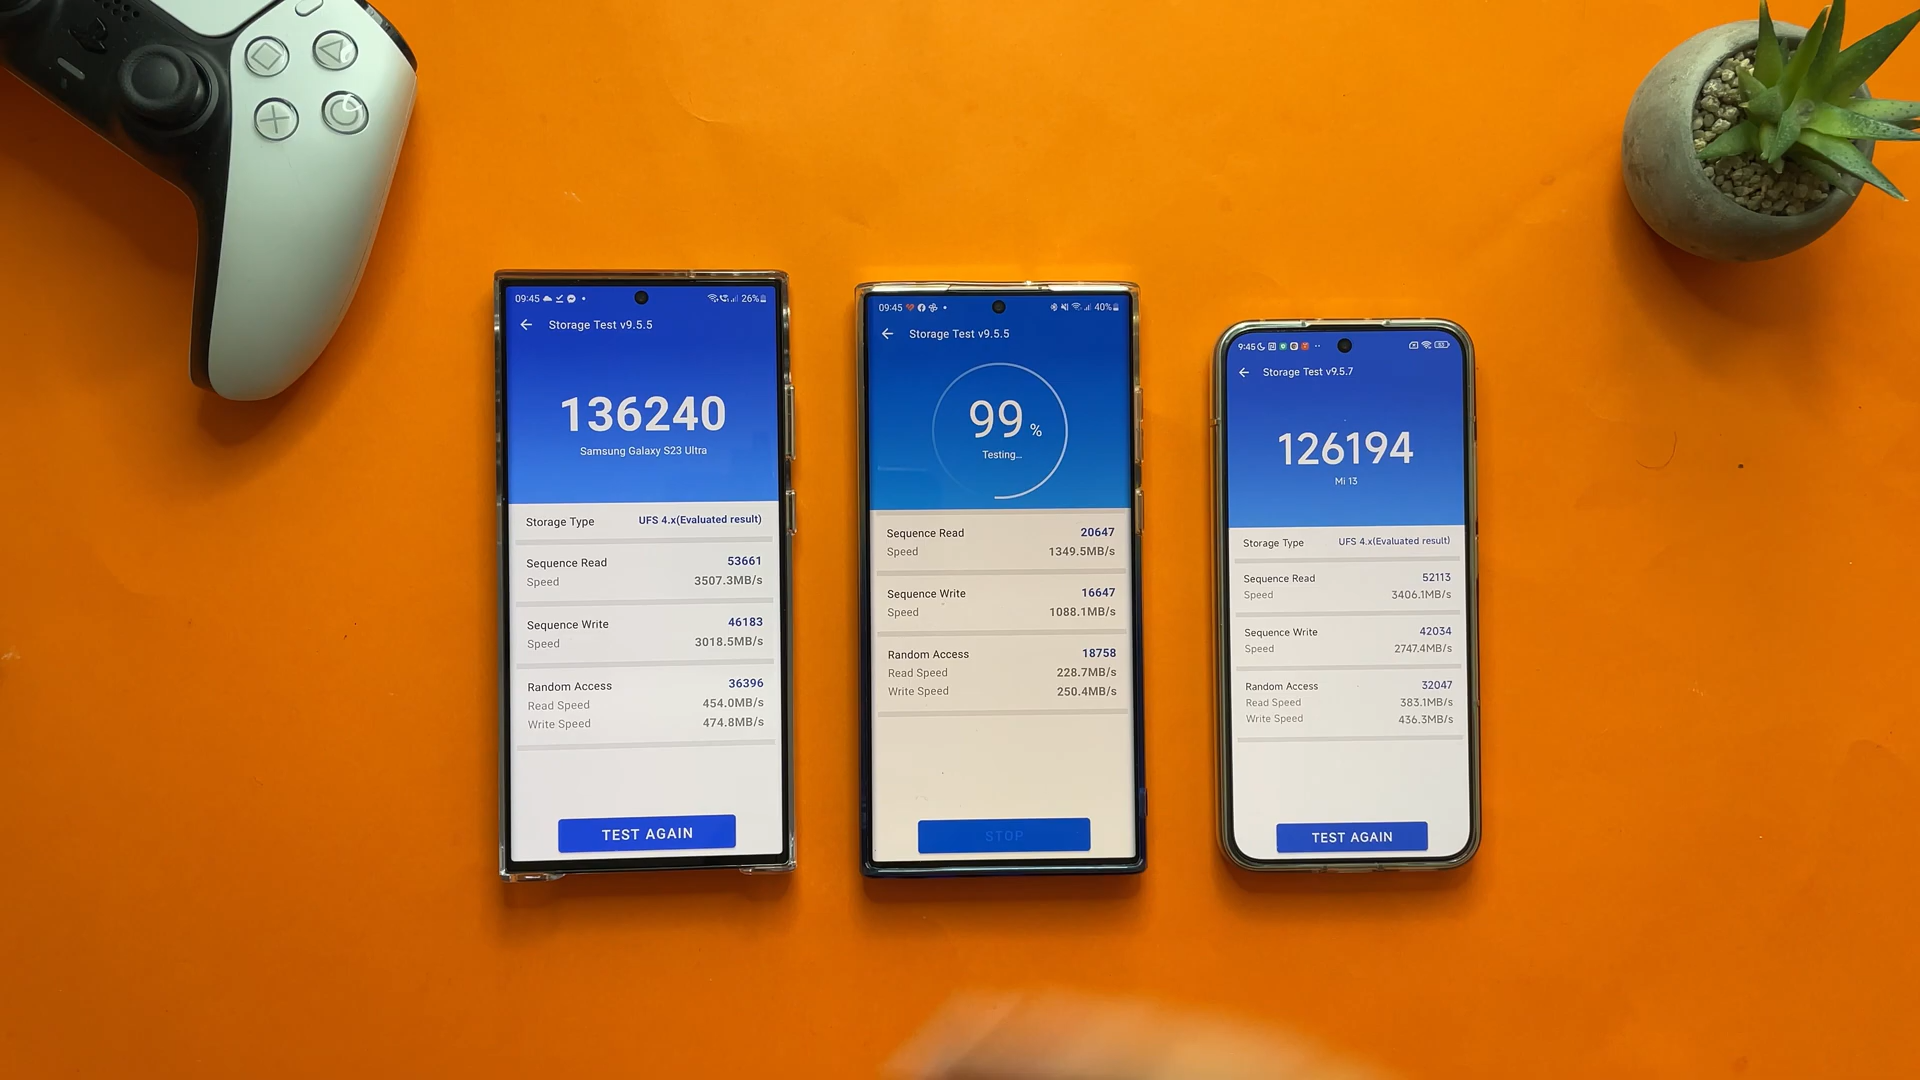 09:45
26%
Storage Test v9.5.5
136240
Samsung Galaxy S23 Ultra
Storage Type UFS 4.x(Evaluated result)
Sequence Read 53661
Speed 3507.3MB/s
Sequence Write 46183
Speed 3018.5MB/s
Random Access 36396
Read Speed 454.0MB/s
Write Speed 474.8MB/s
TEST AGAIN
09:45
40%
Storage Test v9.5.5
99 %
Testing...
Sequence Read 20647
Speed 1349.5MB/s
Sequence Write 16647
Speed 1088.1MB/s
Random Access 18758
Read Speed 228.7MB/s
Write Speed 250.4MB/s
STOP
9:45
Storage Test v9.5.7
126194
Mi 13
Storage Type UFS 4.x(Evaluated result)
Sequence Read 52113
Speed 3406.1MB/s
Sequence Write 42034
Speed 2747.4MB/s
Random Access 32047
Read Speed 383.1MB/s
Write Speed 436.3MB/s
TEST AGAIN